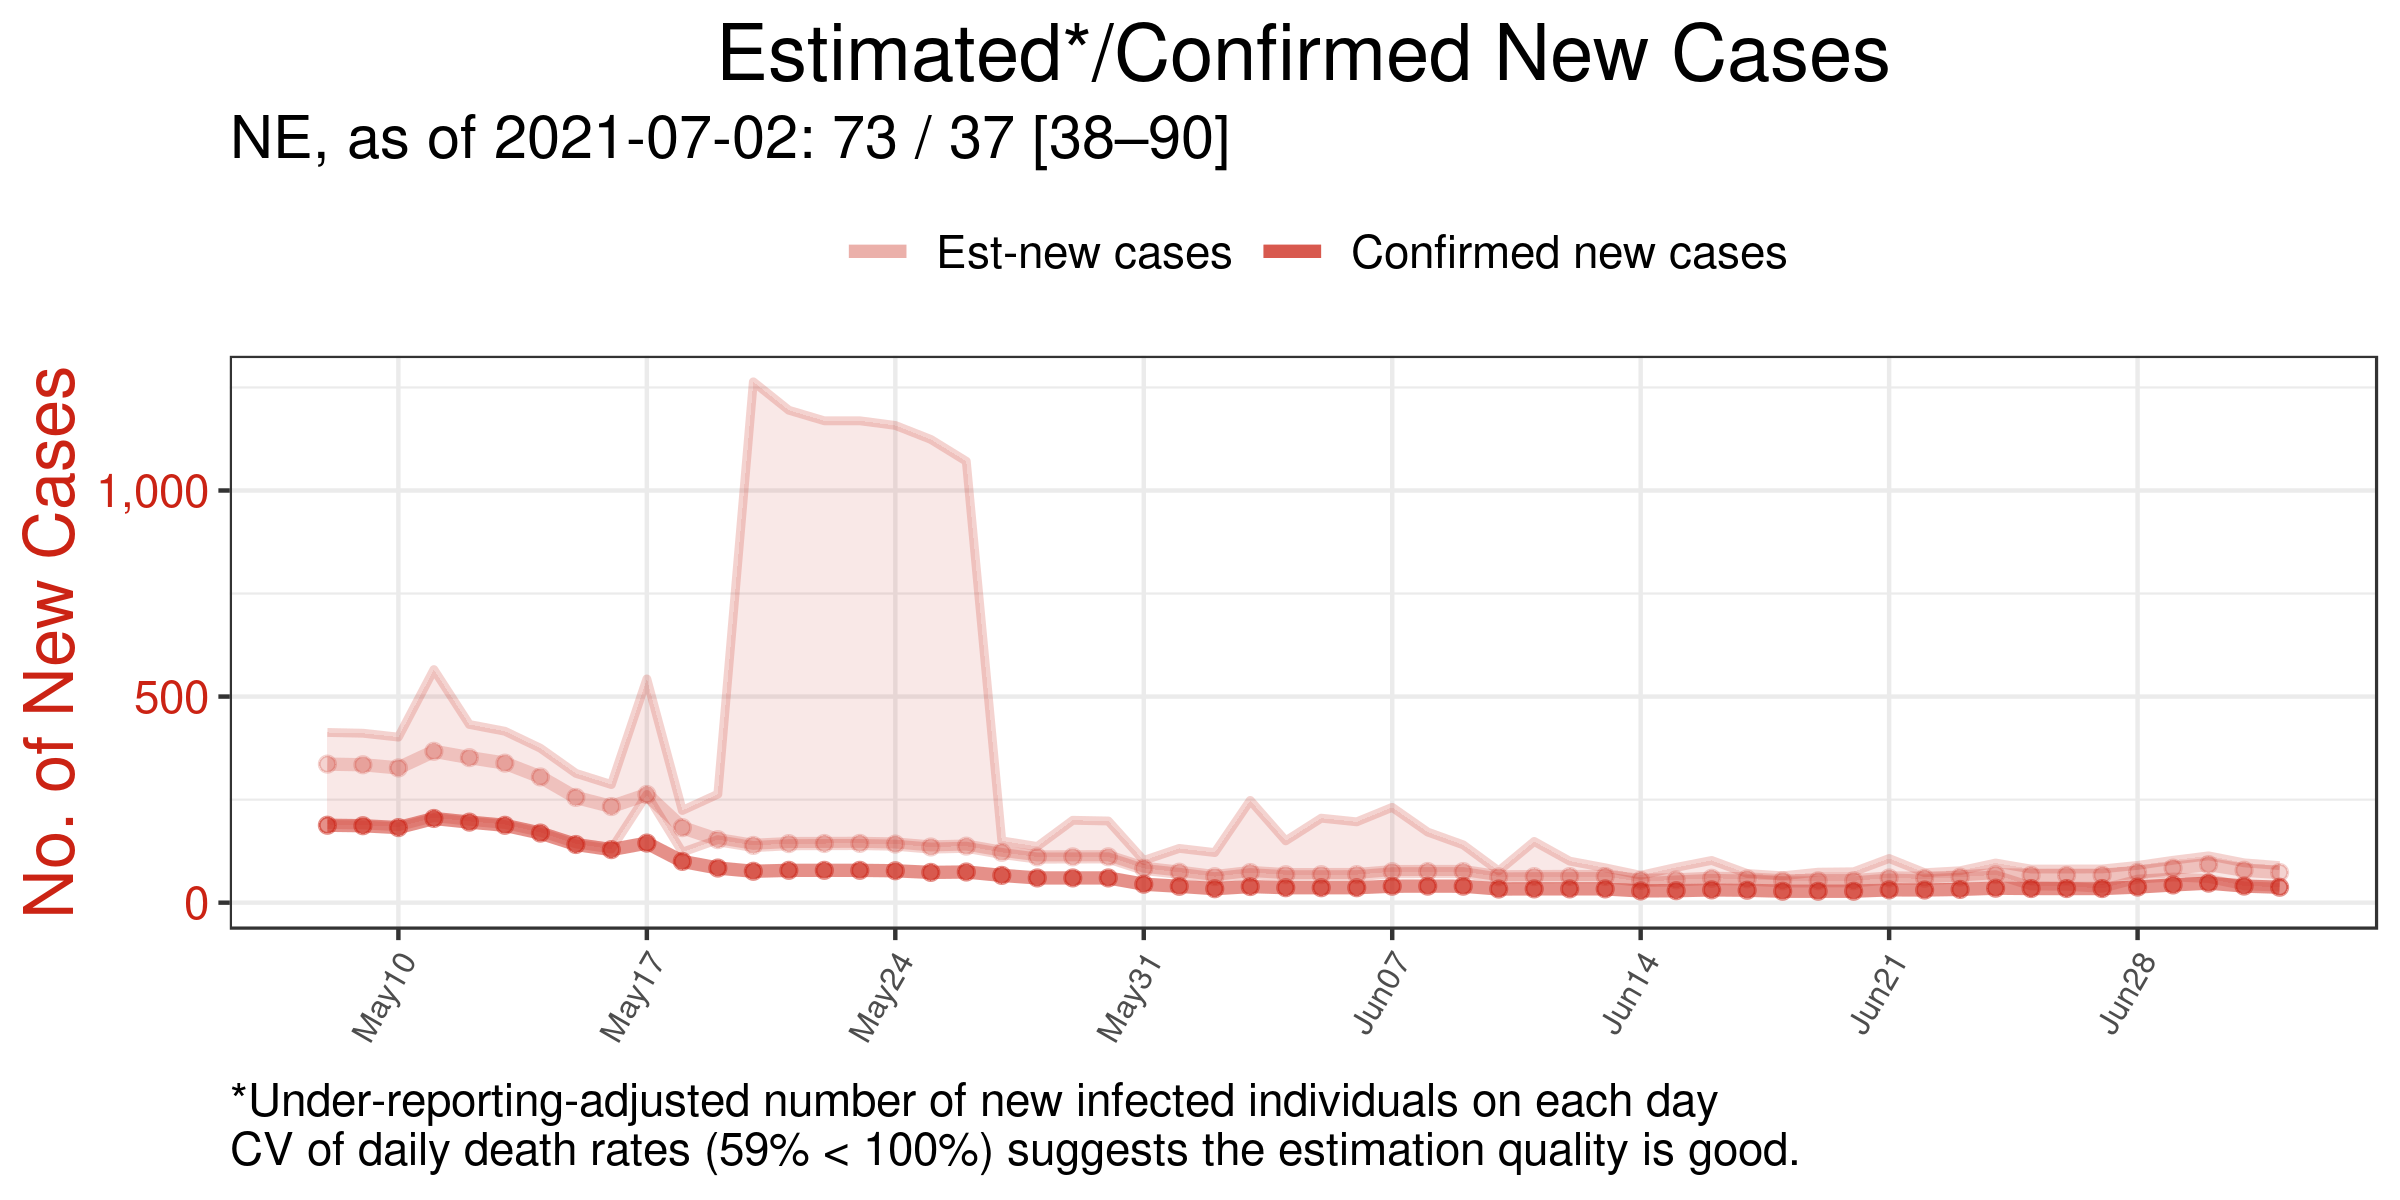 Estimated*/Confirmed New Cases
NE, as of 2021-07-02: 73 / 37 [38–90]
Est-new cases Confirmed new cases
No. of New Cases
1,000
500
0
May10 May17 May24 May31 Jun07 Jun14 Jun21 Jun28
*Under-reporting-adjusted number of new infected individuals on each day
CV of daily death rates (59% < 100%) suggests the estimation quality is good.